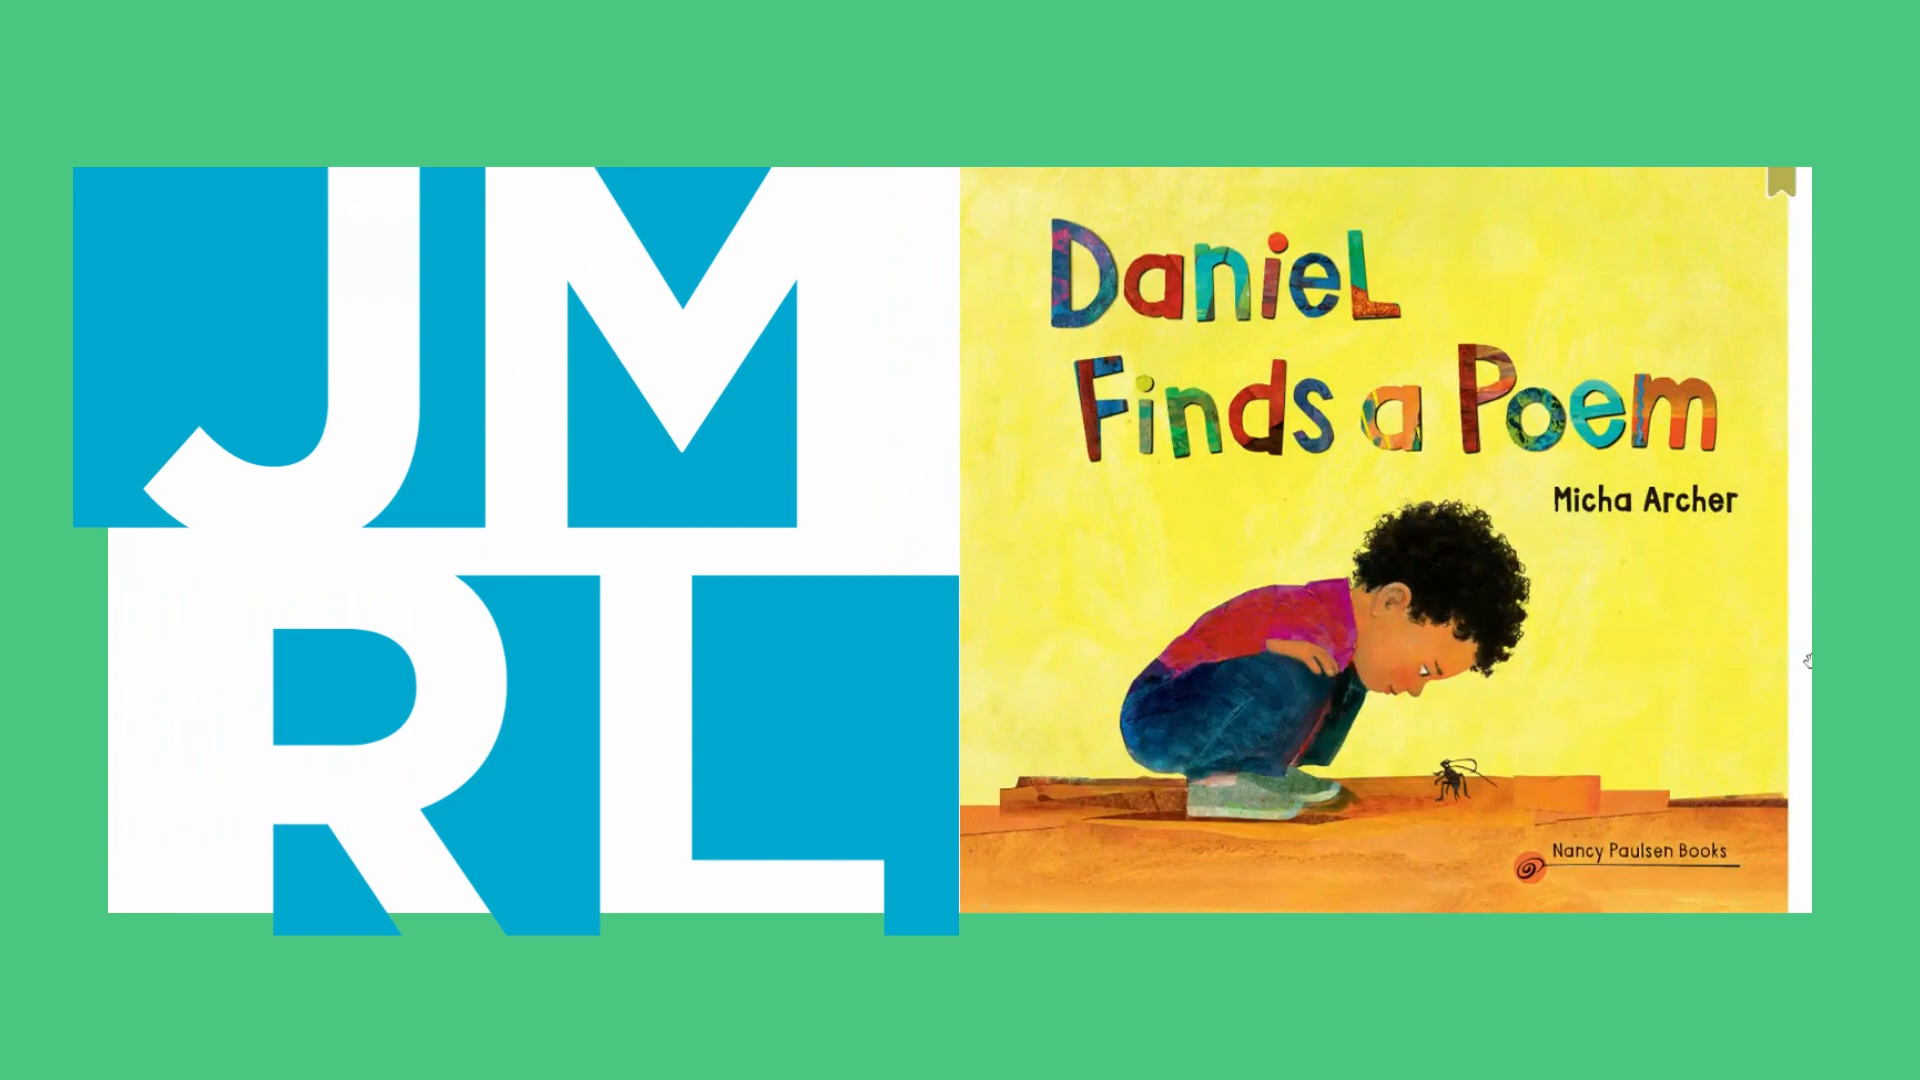 JM
RL
DanieL
Finds a Poem
Micha Archer
Nancy Paulsen Books